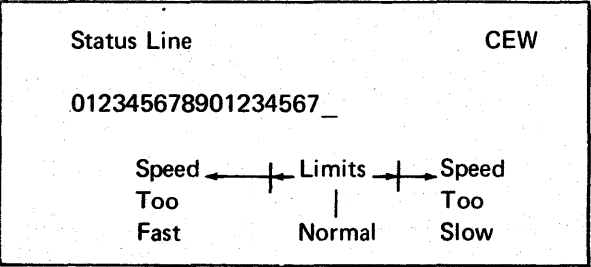 Status Line CEW
012345678901234567_
Speed Limits Speed
Too Too
Fast Normal Slow